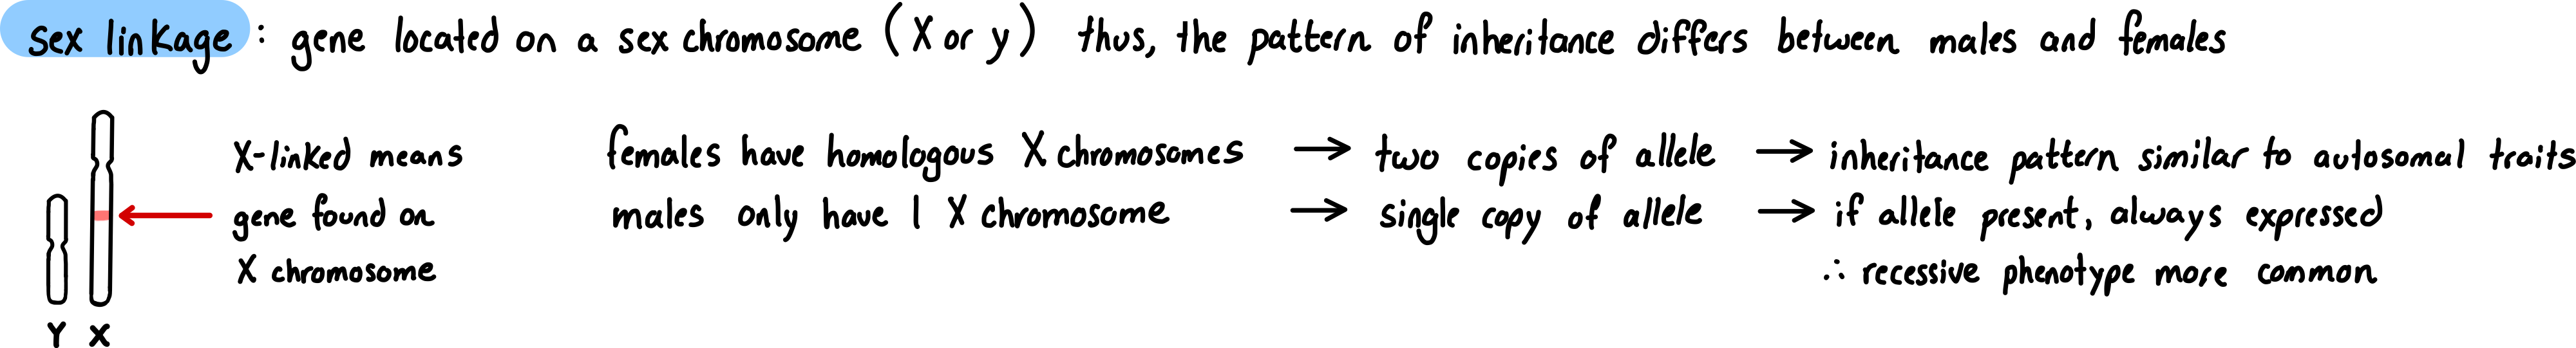 sex linkage : gene located on a sex chromosome (X or y) thus, the pattern of inheritance differs between males and females
X-linked means
gene found on
X chromosome
females have homologous X chromosomes → two copies of allele → inheritance pattern similar to autosomal traits
males only have 1 X chromosome → single copy of allele → if allele present, always expressed
∴ recessive phenotype more common
Y X